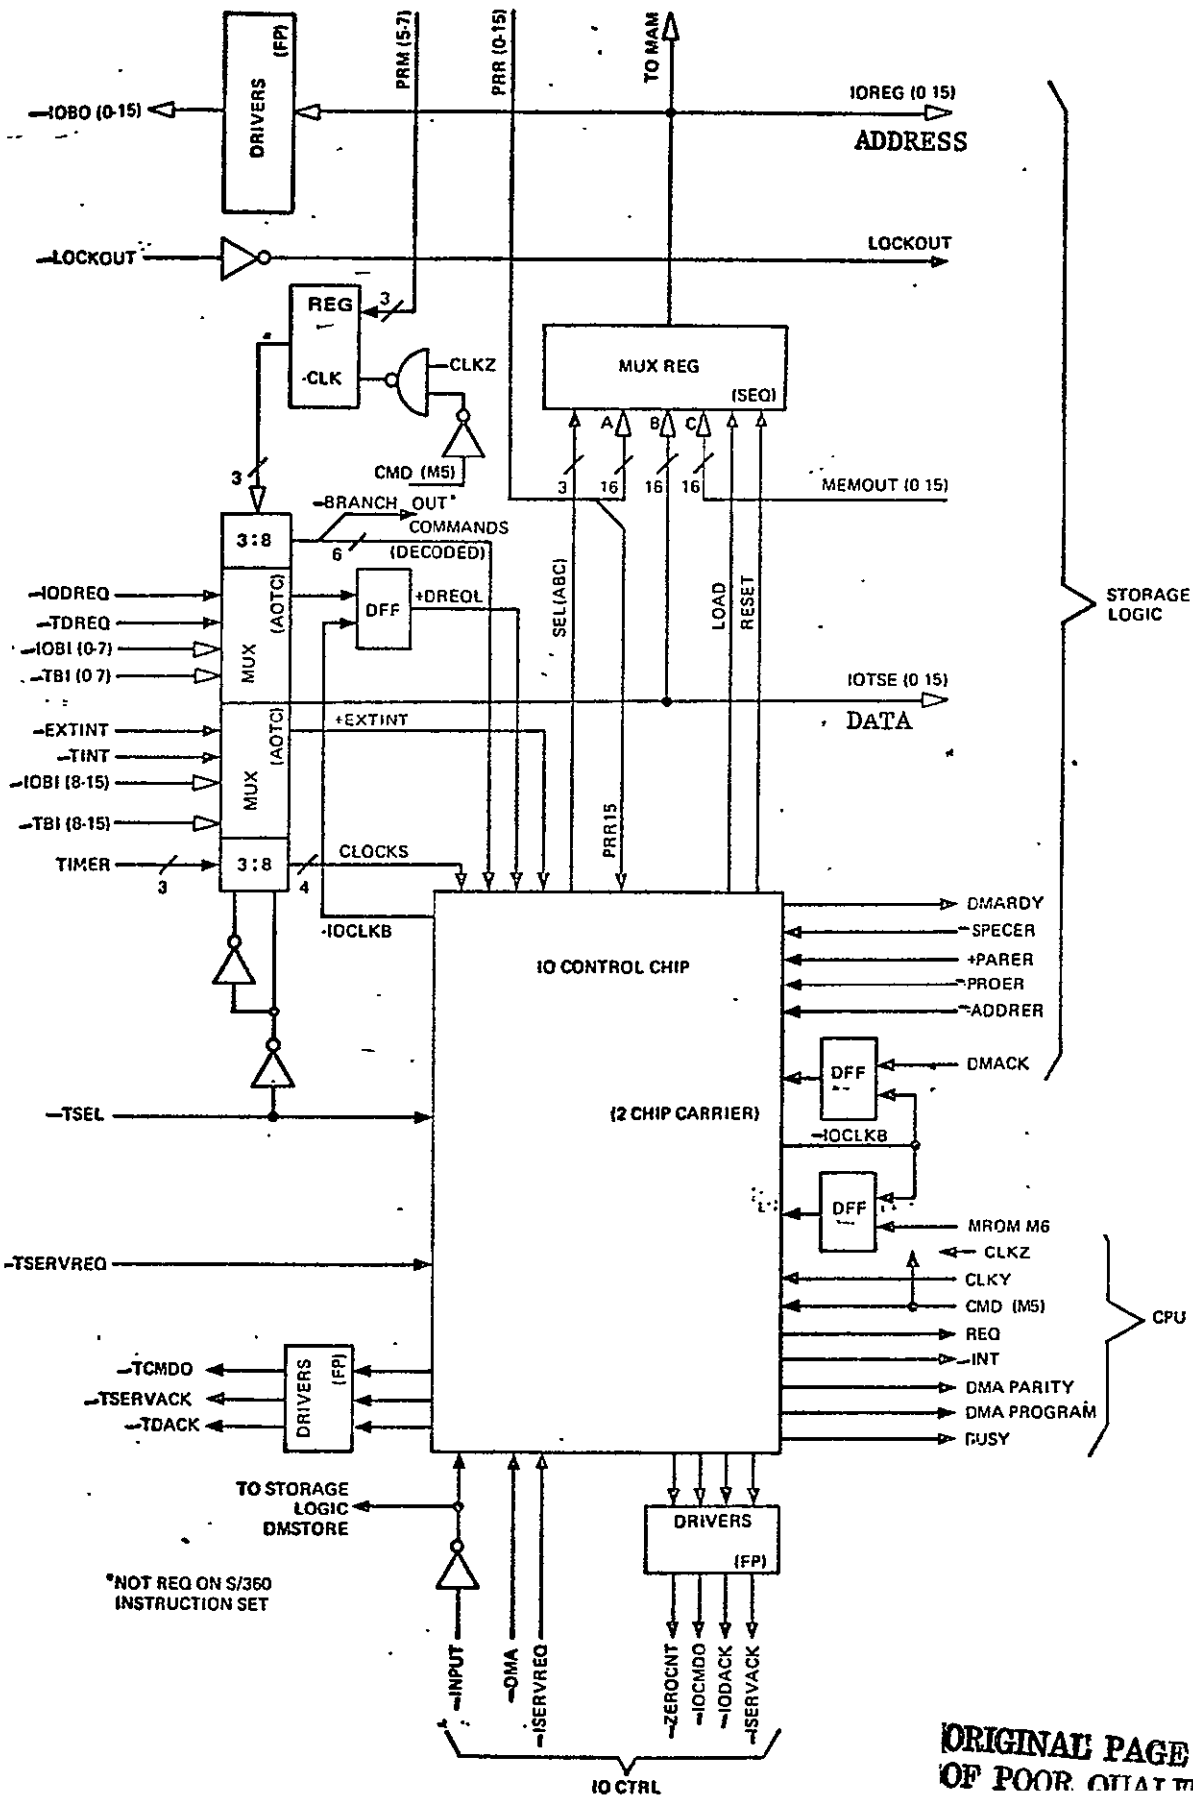 PRM (5-7)
PRR (0-15)
TO MAM
DRIVERS
(FP)
-IOBO (0-15)
IOREG (0 15)
ADDRESS
-LOCKOUT
LOCKOUT
REG
3
-CLK
-CLKZ
CMD (M5)
MUX REG
(SEQ)
A
B
C
3
16
16
16
MEMOUT (0 15)
3
-BRANCH OUT*
COMMANDS
6
(DECODED)
3:8
-IODREQ
-TDREQ
-IOBI (0-7)
-TBI (0 7)
MUX
(AOTC)
DFF
+DREQL
SEL(ABC)
LOAD
RESET
STORAGE
LOGIC
IOTSE (0 15)
DATA
-EXTINT
-TINT
-IOBI (8-15)
-TBI (8-15)
MUX
(AOTC)
+EXTINT
PRR15
TIMER
3
3:8
4
CLOCKS
-IOCLKB
IO CONTROL CHIP
(2 CHIP CARRIER)
DMARDY
-SPECER
+PARER
-PROER
-ADDRER
DFF
DMACK
-TSEL
-IOCLKB
DFF
MROM M6
-TSERVREQ
CLKZ
CLKY
CMD (M5)
REQ
-INT
DMA PARITY
DMA PROGRAM
BUSY
CPU
-TCMDO
-TSERVACK
-TDACK
DRIVERS
(FP)
TO STORAGE
LOGIC
DMSTORE
DRIVERS
(FP)
*NOT REQ ON S/360
INSTRUCTION SET
-INPUT
-DMA
-ISERVREQ
-ZEROCNT
-IOCMDO
-IODACK
-ISERVACK
IO CTRL
ORIGINAL PAGE
OF POOR